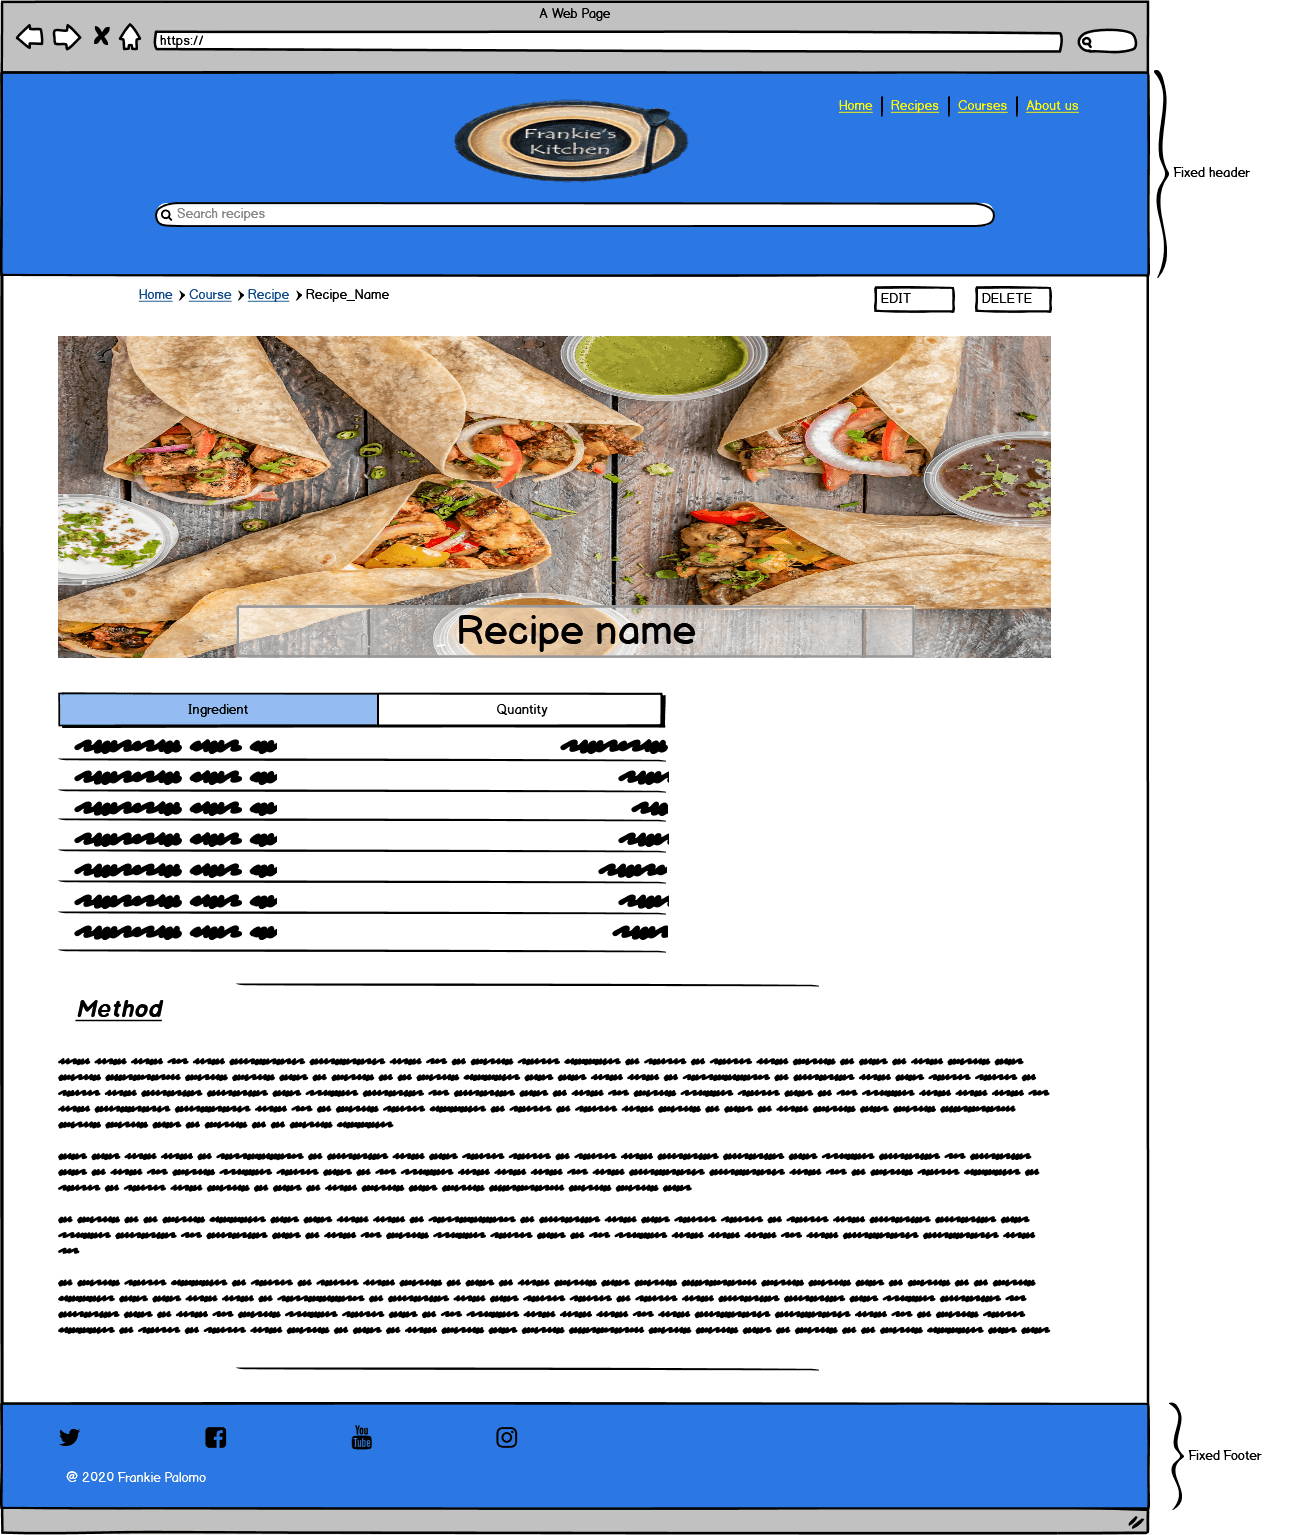 A Web Page
https://
Home Recipes Courses About us
Frankie's
Kitchen
Fixed header
Search recipes
Home Course Recipe Recipe_Name
EDIT DELETE
Recipe name
Ingredient Quantity
Method
You
Tube
Fixed Footer
@ 2020 Frankie Palomo